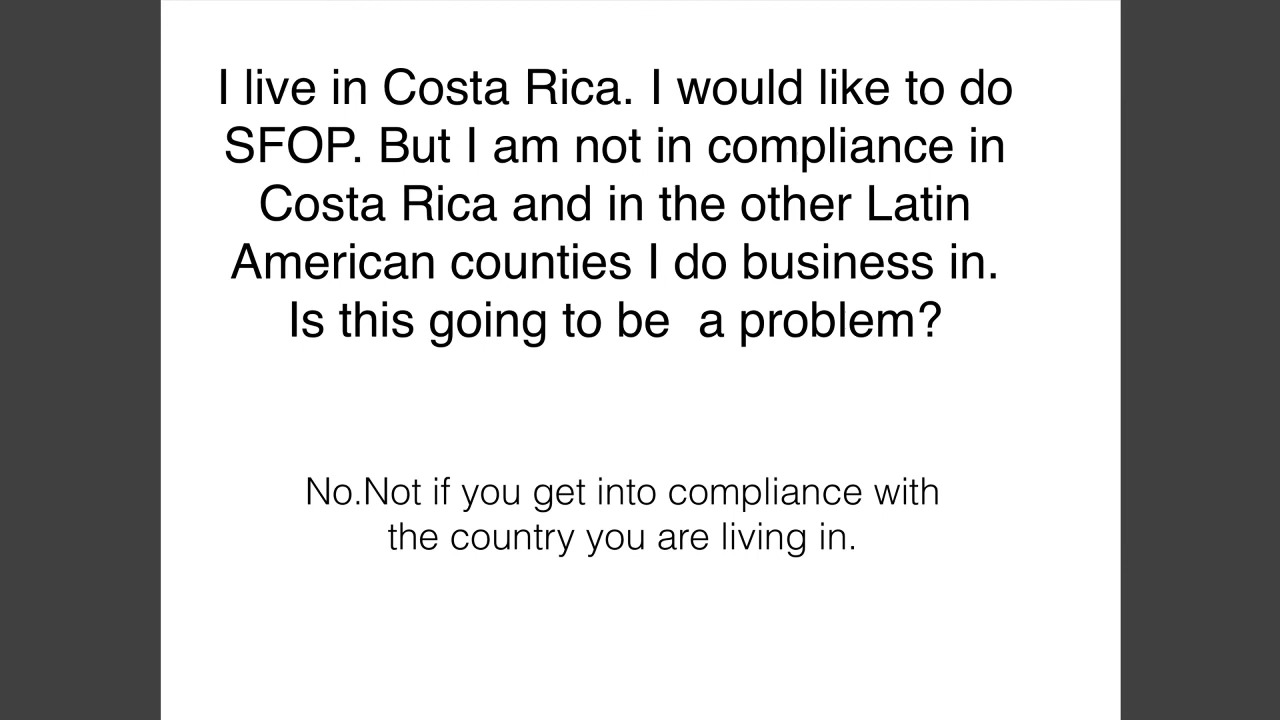 I live in Costa Rica. I would like to do
SFOP. But I am not in compliance in
Costa Rica and in the other Latin
American counties I do business in.
Is this going to be  a problem?
No.Not if you get into compliance with
the country you are living in.